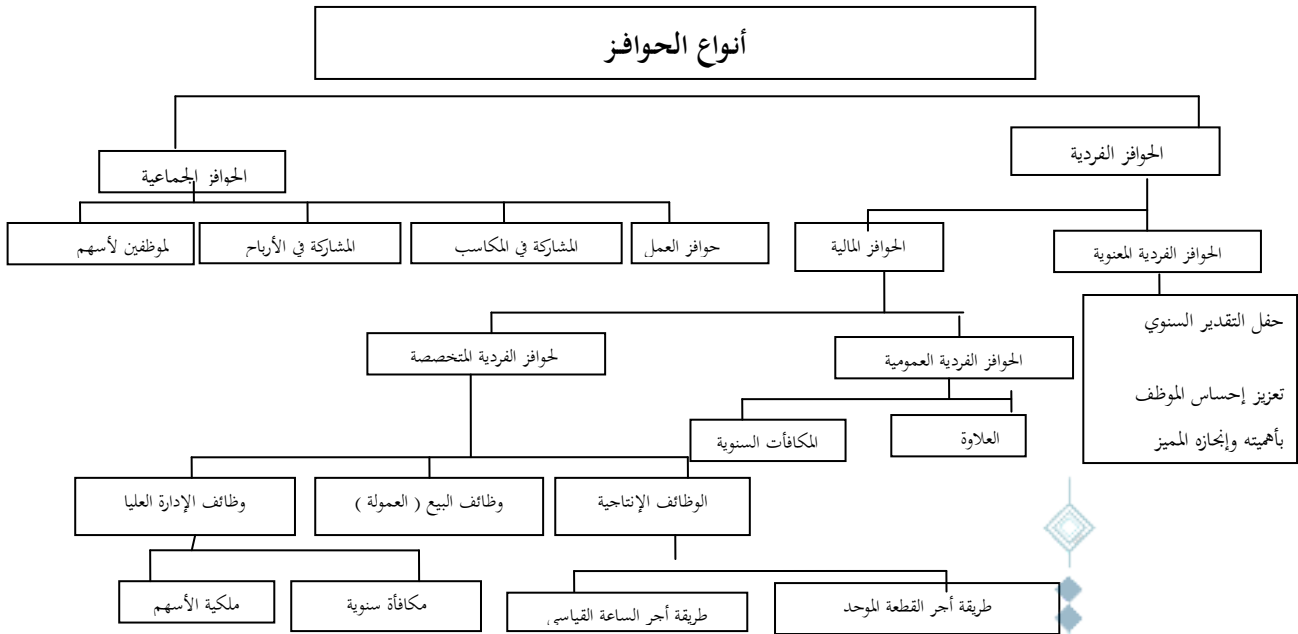 أنواع الحوافز
الحوافز الفردية
الحوافز الجماعية
الحوافز الفردية المعنوية
الحوافز المالية
حوافز العمل
المشاركة في المكاسب
المشاركة في الأرباح
لموظفين لأسهم
حفل التقدير السنوي
تعزيز إحساس الموظف
بأهميته وإنجازه المميز
الحوافز الفردية العمومية
لحوافز الفردية المتخصصة
العلاوة
المكافأت السنوية
الوظائف الإنتاجية
وظائف البيع ( العمولة )
وظائف الإدارة العليا
طريقة أجر القطعة الموحد
طريقة أجر الساعة القياسي
مكافأة سنوية
ملكية الأسهم